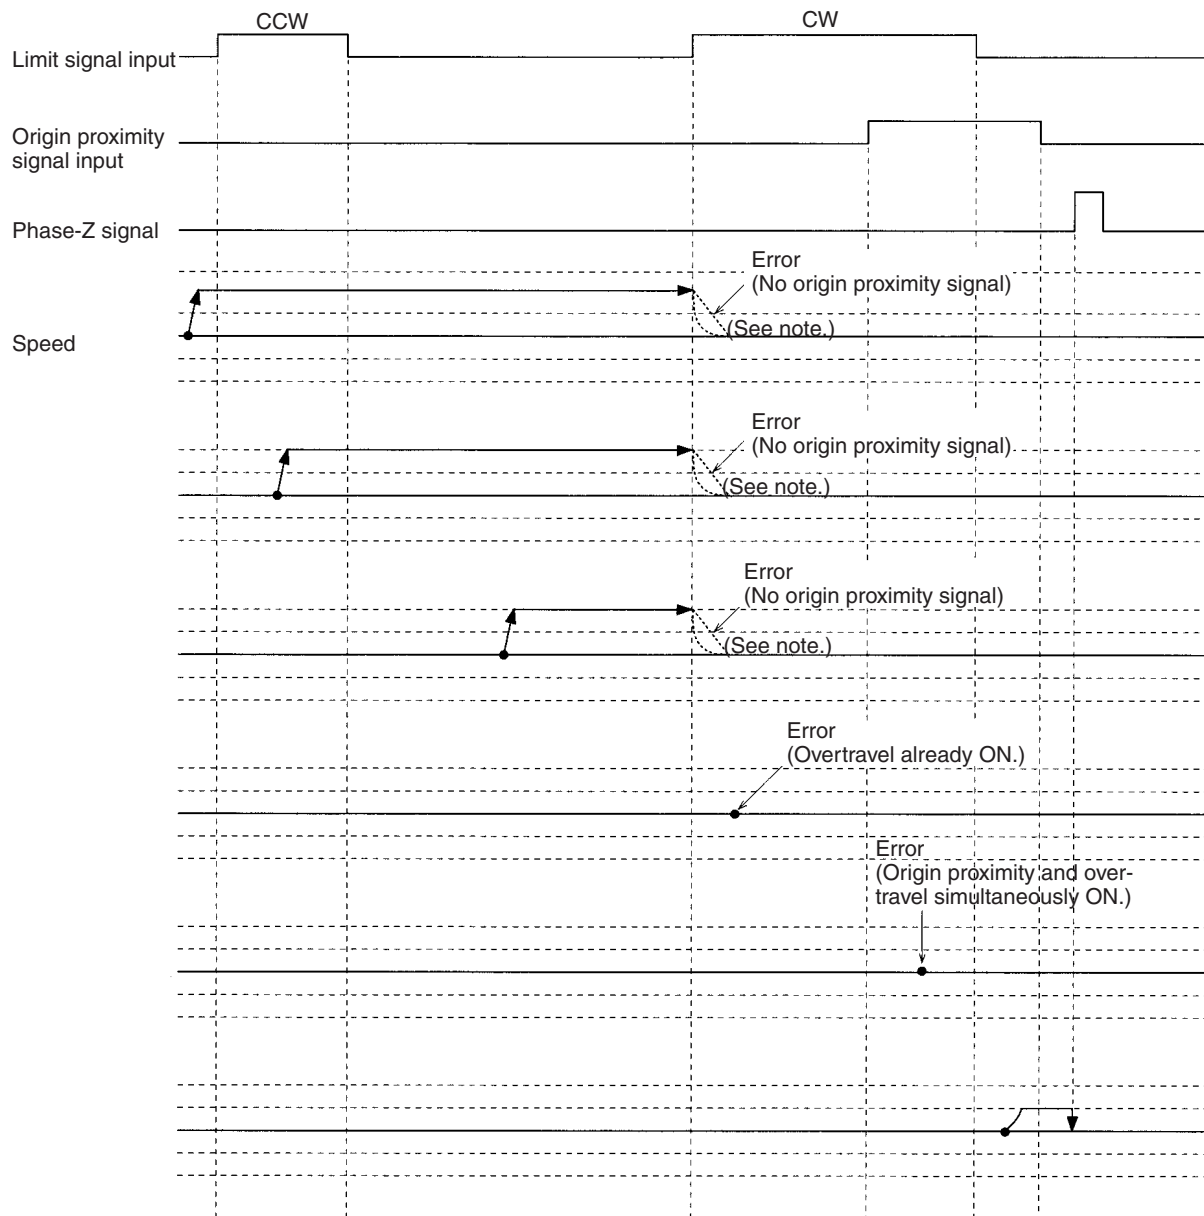 CCW
CW
Limit signal input
Origin proximity
signal input
Phase-Z signal
Error
(No origin proximity signal)
(See note.)
Speed
Error
(No origin proximity signal)
(See note.)
Error
(No origin proximity signal)
(See note.)
Error
(Overtravel already ON.)
Error
(Origin proximity and over-
travel simultaneously ON.)